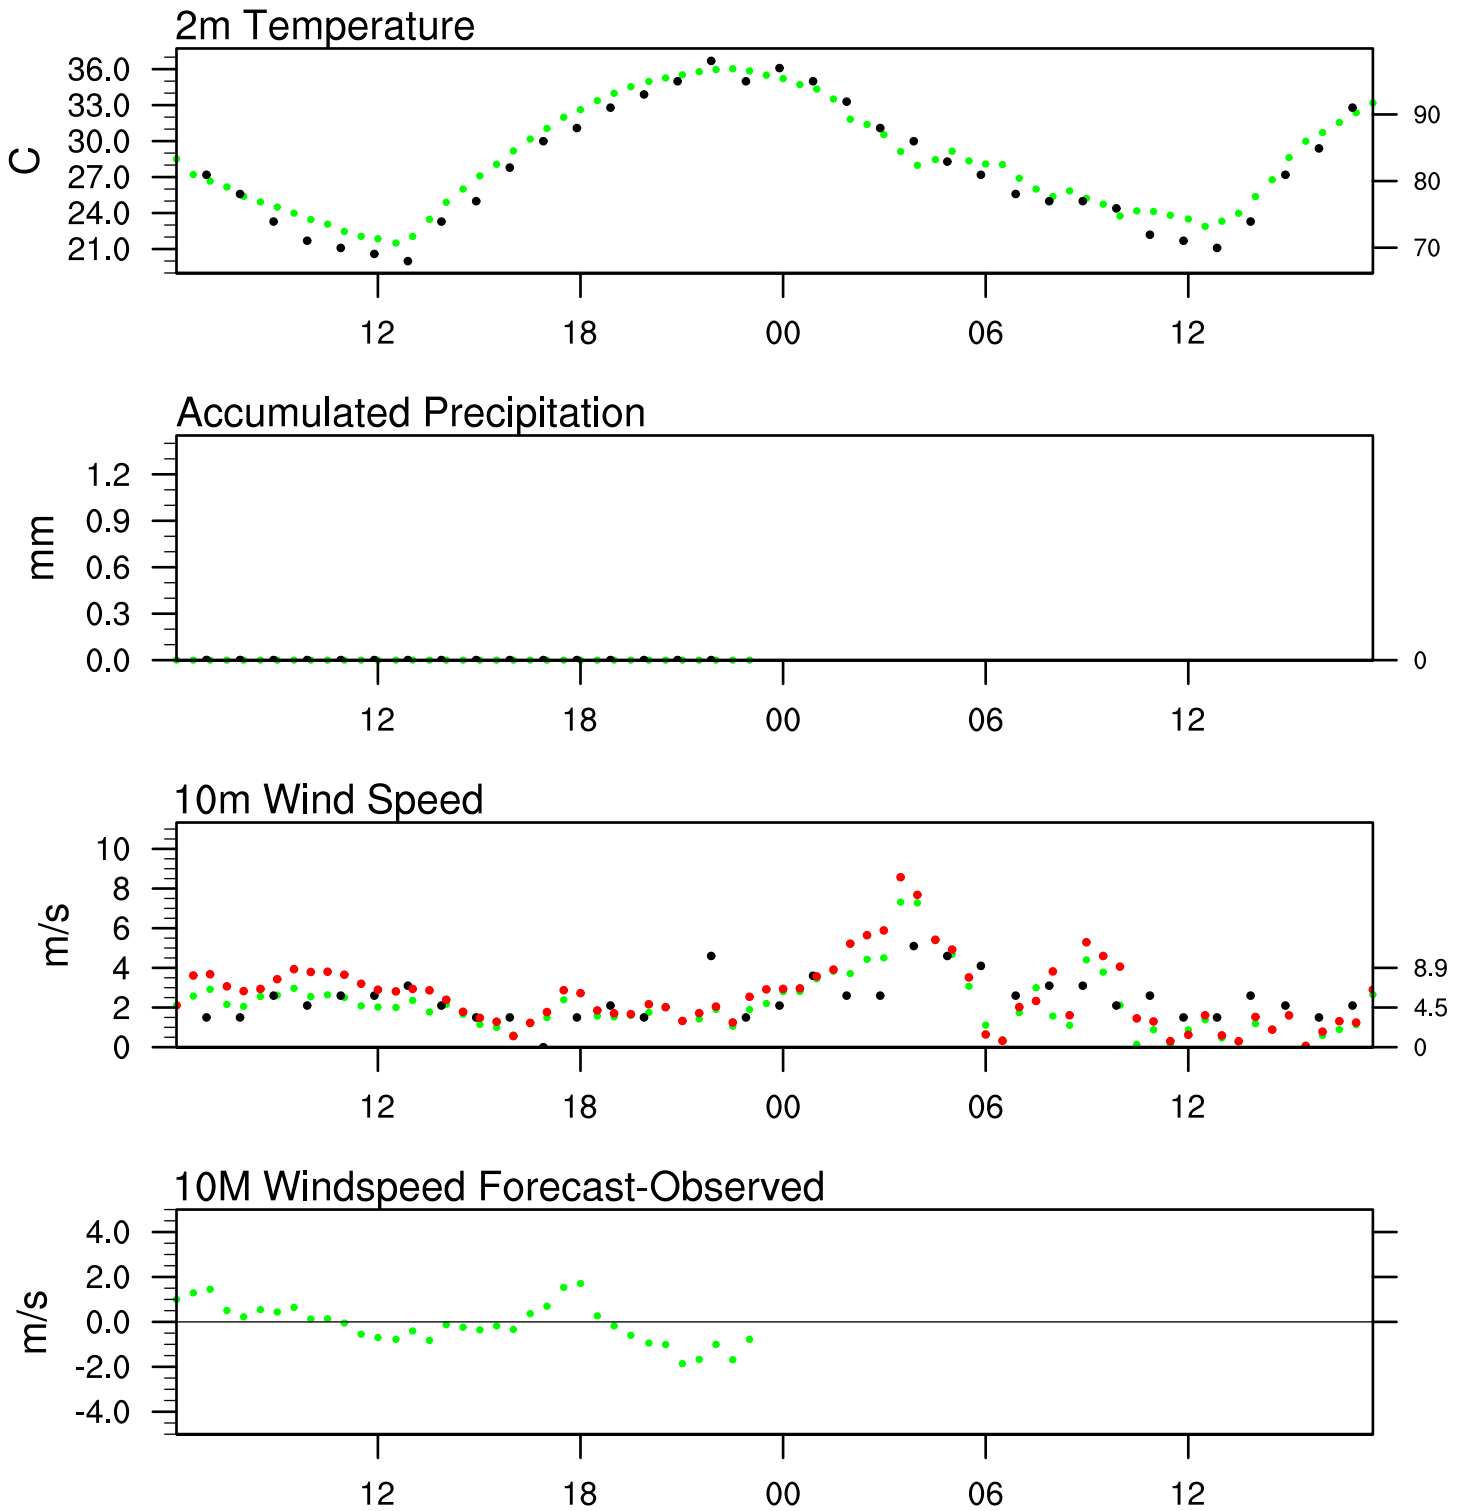 2m Temperature
36.0
33.0
30.0
27.0
24.0
21.0
C
90
80
70
12 18 00 06 12
Accumulated Precipitation
1.2
0.9
0.6
0.3
0.0
mm
0
12 18 00 06 12
10m Wind Speed
10
8
6
4
2
0
m/s
8.9
4.5
0
12 18 00 06 12
10M Windspeed Forecast-Observed
4.0
2.0
0.0
-2.0
-4.0
m/s
12 18 00 06 12